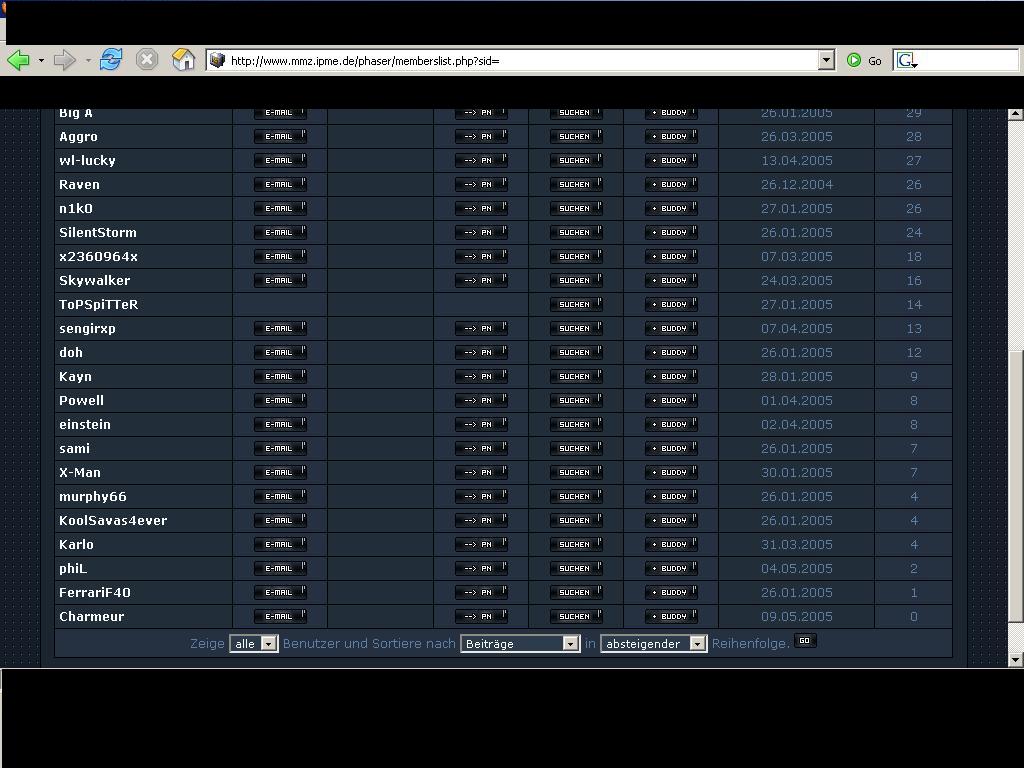 http://www.mmz.ipme.de/phaser/memberslist.php?sid=
Go
G
Big A E-MAIL --> PN SUCHEN + BUDDY 26.01.2005 29
Aggro E-MAIL --> PN SUCHEN + BUDDY 26.03.2005 28
wl-lucky E-MAIL --> PN SUCHEN + BUDDY 13.04.2005 27
Raven E-MAIL --> PN SUCHEN + BUDDY 26.12.2004 26
n1k0 E-MAIL --> PN SUCHEN + BUDDY 27.01.2005 26
SilentStorm E-MAIL --> PN SUCHEN + BUDDY 26.01.2005 24
x2360964x E-MAIL --> PN SUCHEN + BUDDY 07.03.2005 18
Skywalker E-MAIL --> PN SUCHEN + BUDDY 24.03.2005 16
ToPSpiTTeR SUCHEN + BUDDY 27.01.2005 14
sengirxp E-MAIL --> PN SUCHEN + BUDDY 07.04.2005 13
doh E-MAIL --> PN SUCHEN + BUDDY 26.01.2005 12
Kayn E-MAIL --> PN SUCHEN + BUDDY 28.01.2005 9
Powell E-MAIL --> PN SUCHEN + BUDDY 01.04.2005 8
einstein E-MAIL --> PN SUCHEN + BUDDY 02.04.2005 8
sami E-MAIL --> PN SUCHEN + BUDDY 26.01.2005 7
X-Man E-MAIL --> PN SUCHEN + BUDDY 30.01.2005 7
murphy66 E-MAIL --> PN SUCHEN + BUDDY 26.01.2005 4
KoolSavas4ever E-MAIL --> PN SUCHEN + BUDDY 26.01.2005 4
Karlo E-MAIL --> PN SUCHEN + BUDDY 31.03.2005 4
phiL E-MAIL --> PN SUCHEN + BUDDY 04.05.2005 2
FerrariF40 E-MAIL --> PN SUCHEN + BUDDY 26.01.2005 1
Charmeur E-MAIL --> PN SUCHEN + BUDDY 09.05.2005 0
Zeige alle Benutzer und Sortiere nach Beiträge in absteigender Reihenfolge. GO